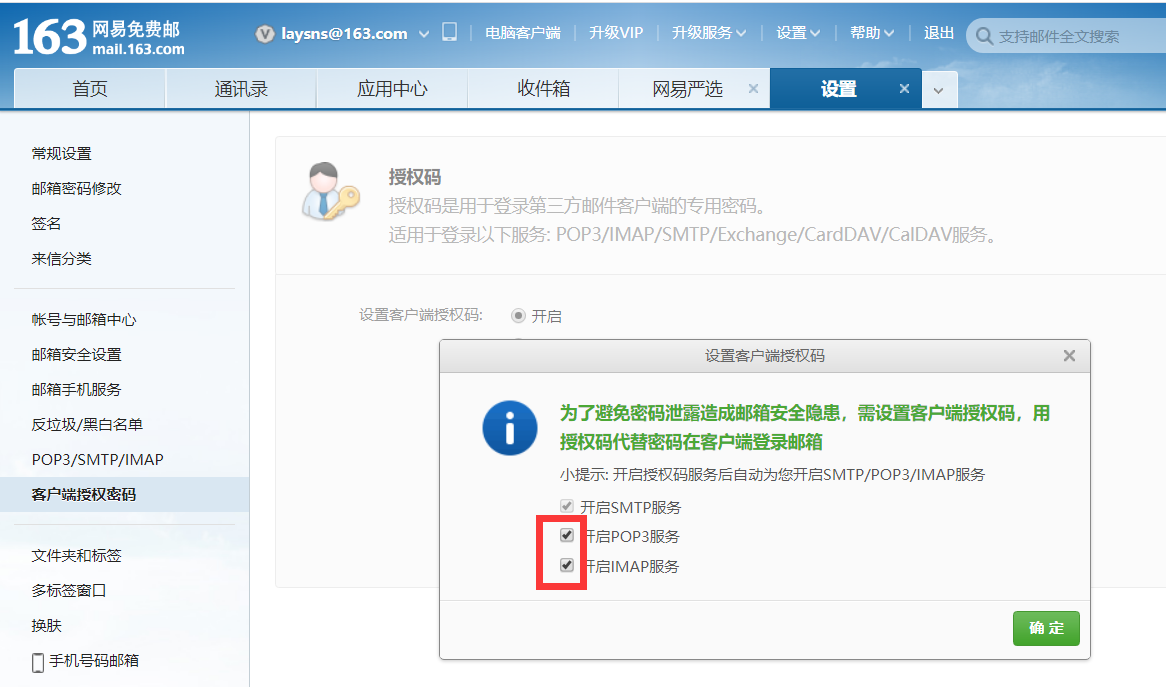 163 网易免费邮
mail.163.com
V laysns@163.com 电脑客户端 升级VIP 升级服务 设置 帮助 退出 支持邮件全文搜索
首页 通讯录 应用中心 收件箱 网易严选 设置
常规设置
邮箱密码修改
签名
来信分类
帐号与邮箱中心
邮箱安全设置
邮箱手机服务
反垃圾/黑白名单
POP3/SMTP/IMAP
客户端授权密码
文件夹和标签
多标签窗口
换肤
手机号码邮箱
授权码
授权码是用于登录第三方邮件客户端的专用密码。
适用于登录以下服务: POP3/IMAP/SMTP/Exchange/CardDAV/CalDAV服务。
设置客户端授权码: 开启
设置客户端授权码
为了避免密码泄露造成邮箱安全隐患，需设置客户端授权码，用
授权码代替密码在客户端登录邮箱
小提示: 开启授权码服务后自动为您开启SMTP/POP3/IMAP服务
开启SMTP服务
开启POP3服务
开启IMAP服务
确 定